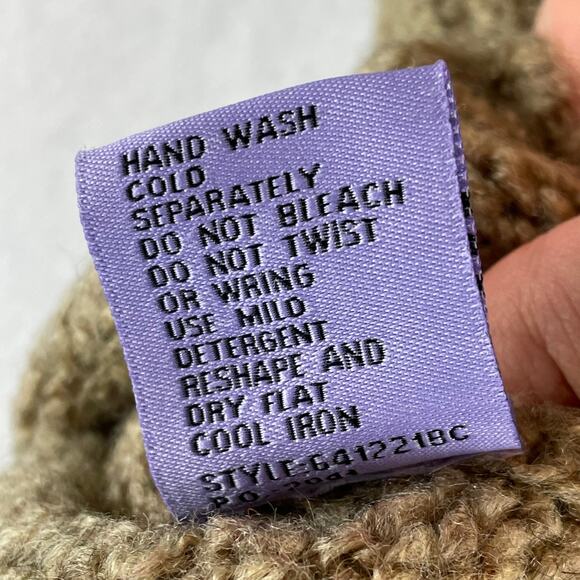 HAND WASH
COLD
SEPARATELY
DO NOT BLEACH
DO NOT TWIST
OR WRING
USE MILD
DETERGENT
RESHAPE AND
DRY FLAT
COOL IRON
STYLE:G412219C